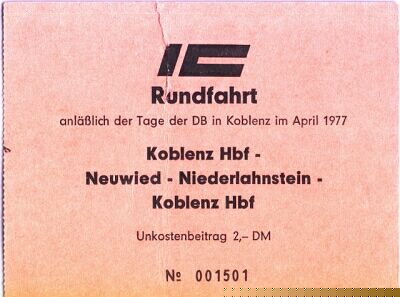 IC
Rundfahrt
anläßlich der Tage der DB in Koblenz im April 1977
Koblenz Hbf -
Neuwied - Niederlahnstein -
Koblenz Hbf
Unkostenbeitrag 2,- DM
№ 001501